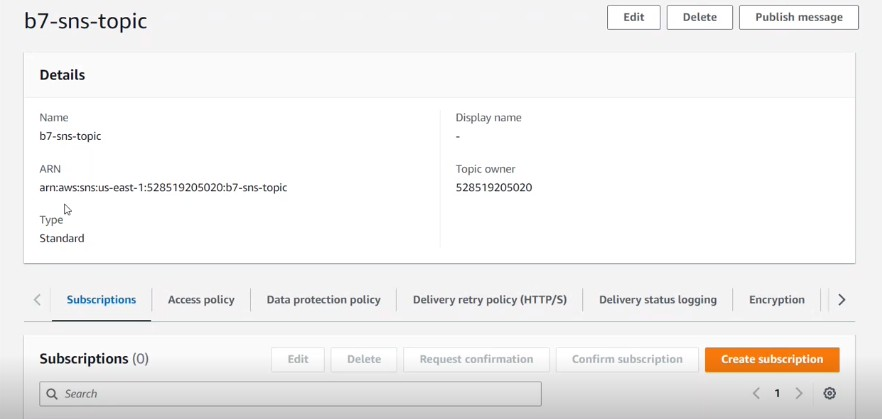 b7-sns-topic
Edit
Delete
Publish message
Details
Name
b7-sns-topic
Display name
-
ARN
arn:aws:sns:us-east-1:528519205020:b7-sns-topic
Topic owner
528519205020
Type
Standard
Subscriptions
Access policy
Data protection policy
Delivery retry policy (HTTP/S)
Delivery status logging
Encryption
Subscriptions (0)
Edit
Delete
Request confirmation
Confirm subscription
Create subscription
Search
1